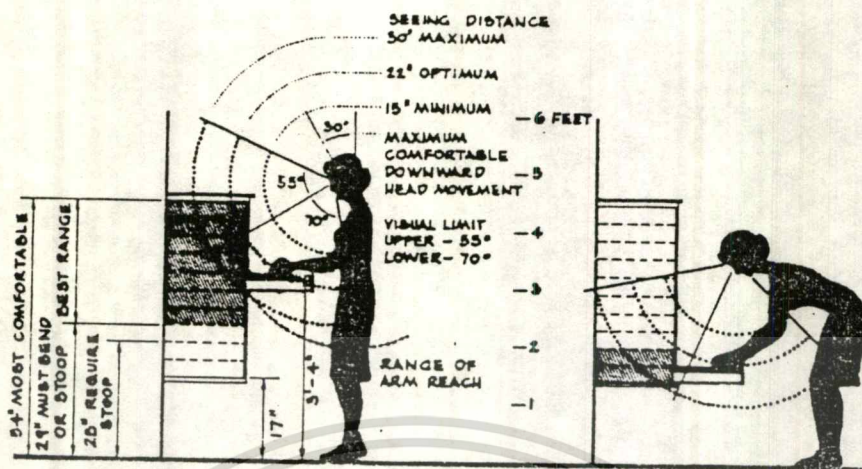 SEEING DISTANCE
30" MAXIMUM
22" OPTIMUM
15" MINIMUM
30°
MAXIMUM
COMFORTABLE
DOWNWARD
HEAD MOVEMENT
55°
70°
VISUAL LIMIT
UPPER - 55°
LOWER - 70°
RANGE OF
ARM REACH
- 6 FEET
- 5
- 4
- 3
- 2
- 1
54" MOST COMFORTABLE
29" MUST BEND
OR STOOP
BEST RANGE
25" REQUIRE
STOOP
17"
3'-4"